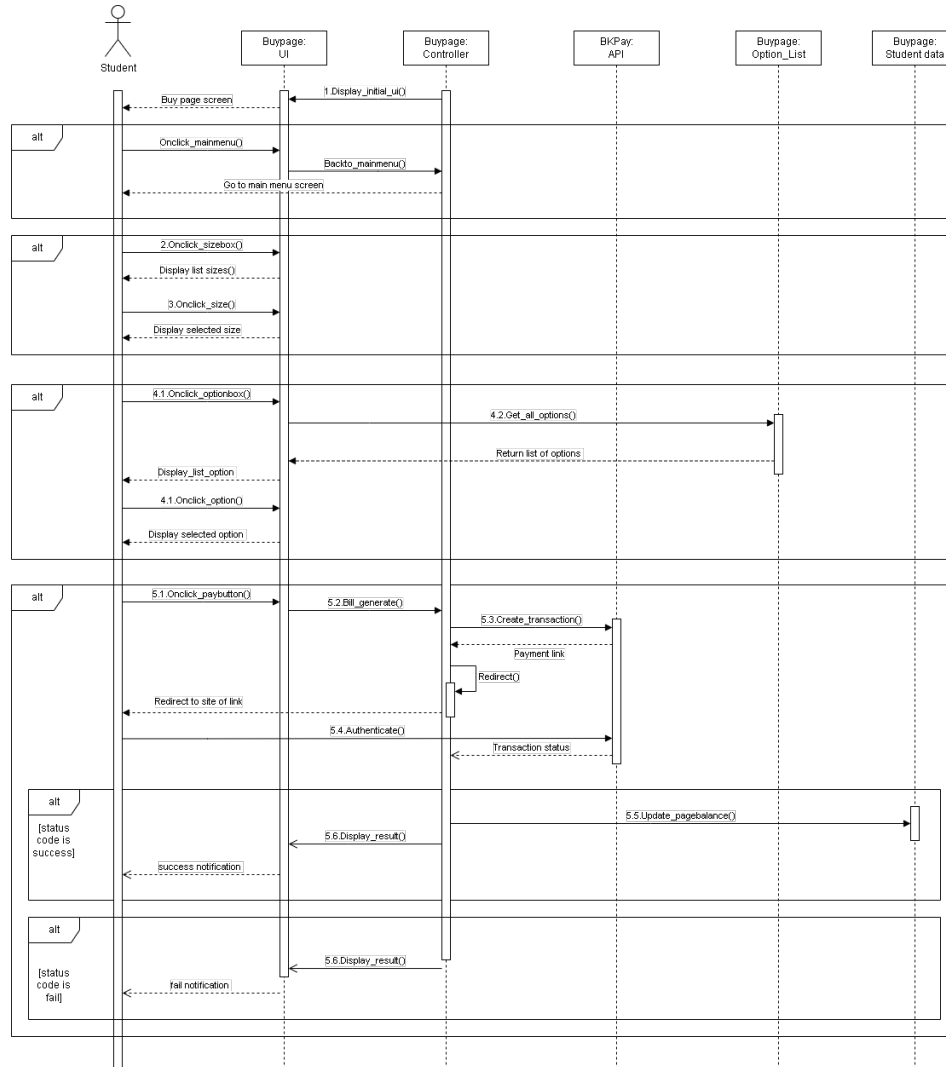 Student
Buypage:
UI
Buypage:
Controller
BKPay:
API
Buypage:
Option_List
Buypage:
Student data
1.Display_initial_ui()
Buy page screen
alt
Onclick_mainmenu()
Backto_mainmenu()
Go to main menu screen
alt
2.Onclick_sizebox()
Display list sizes()
3.Onclick_size()
Display selected size
alt
4.1.Onclick_optionbox()
4.2.Get_all_options()
Return list of options
Display_list_option
4.1.Onclick_option()
Display selected option
alt
5.1.Onclick_paybutton()
5.2.Bill_generate()
5.3.Create_transaction()
Payment link
Redirect()
Redirect to site of link
5.4.Authenticate()
Transaction status
alt
[status
code is
success]
5.5.Update_pagebalance()
5.6.Display_result()
success notification
alt
[status
code is
fail]
5.6.Display_result()
fail notification